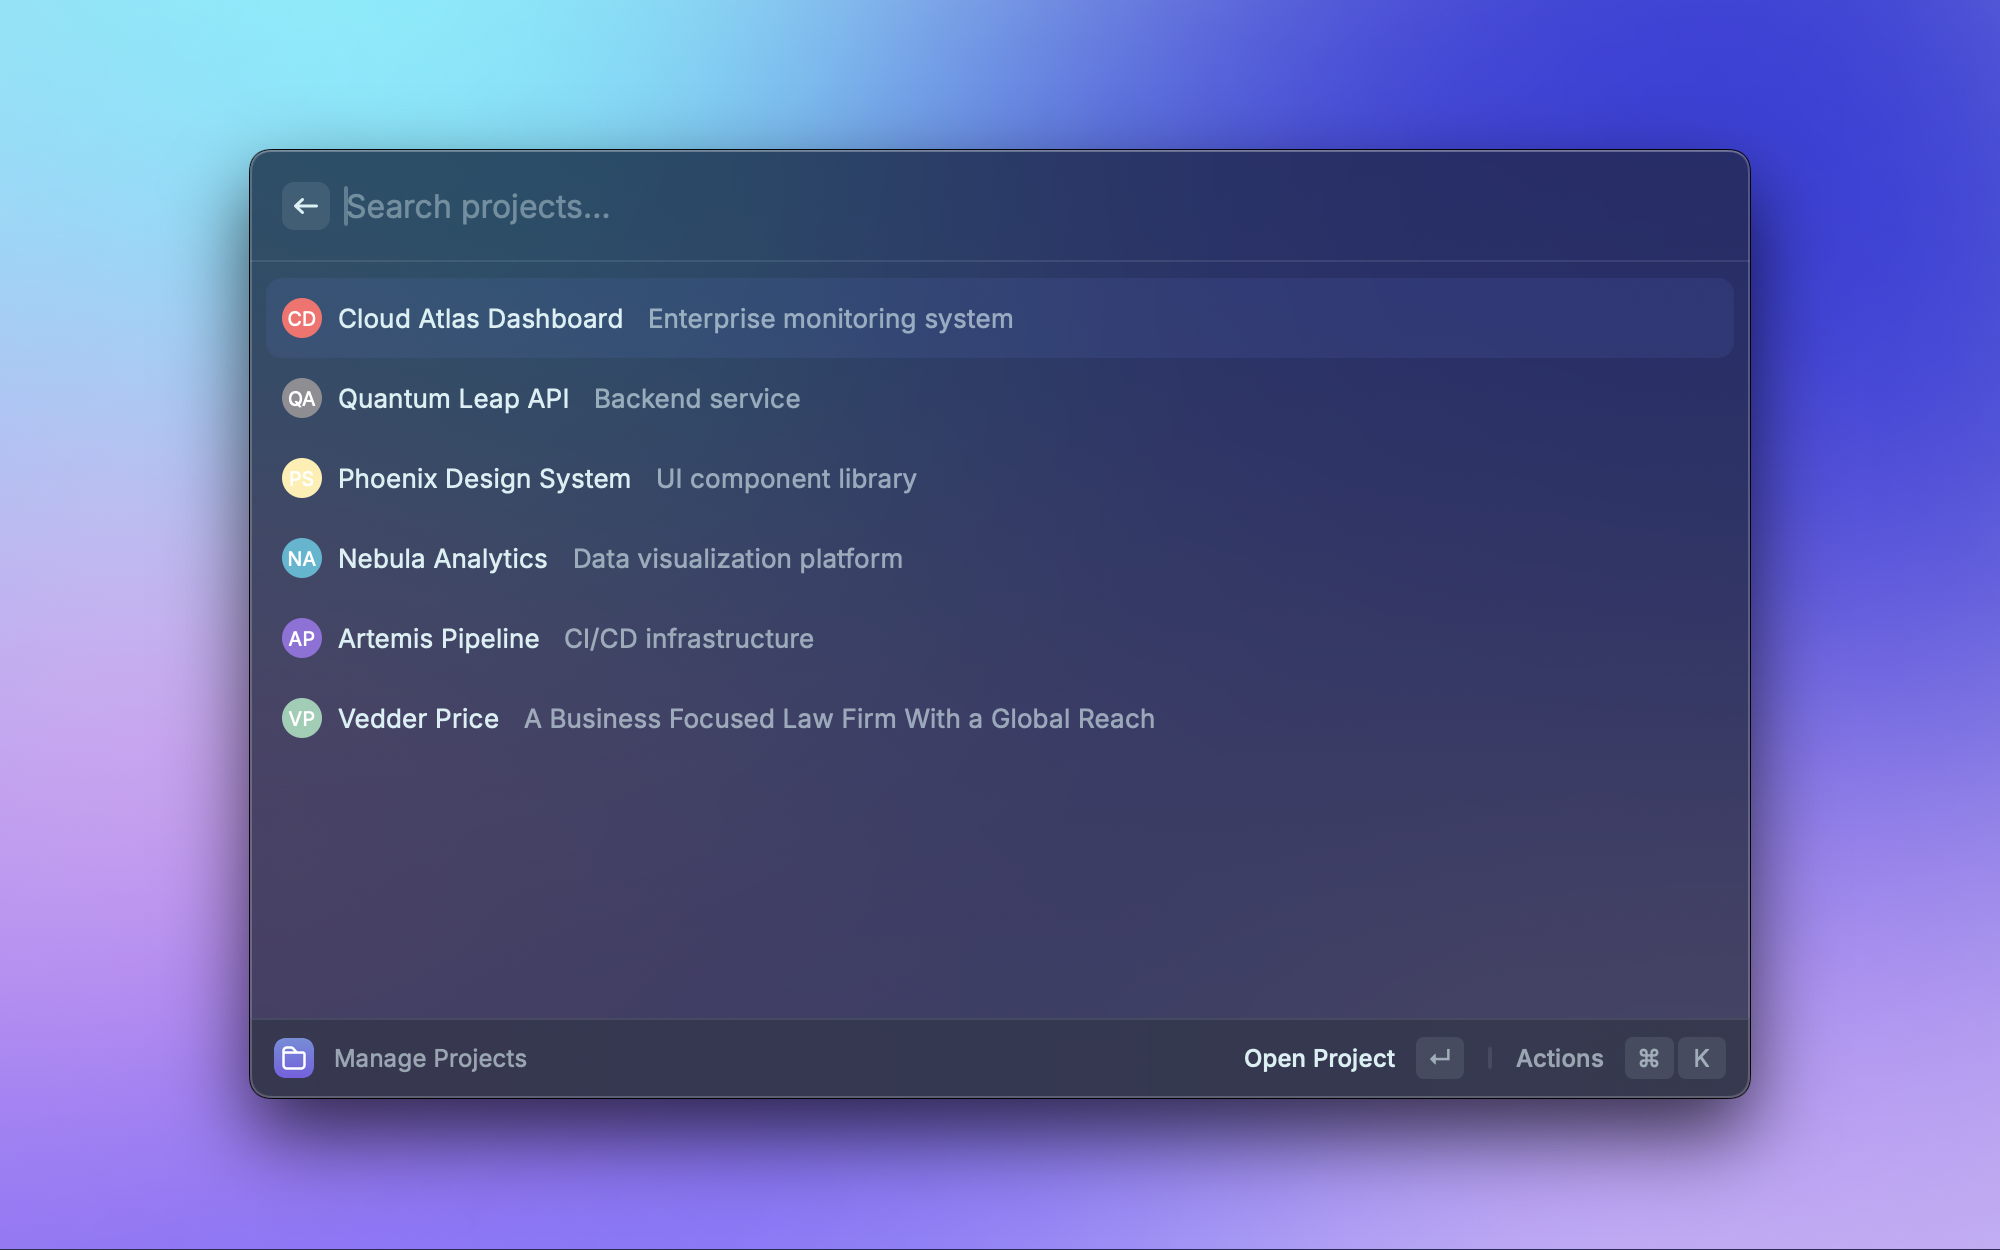 Search projects...
CD Cloud Atlas Dashboard Enterprise monitoring system
QA Quantum Leap API Backend service
PS Phoenix Design System UI component library
NA Nebula Analytics Data visualization platform
AP Artemis Pipeline CI/CD infrastructure
VP Vedder Price A Business Focused Law Firm With a Global Reach
Manage Projects Open Project ↵ | Actions ⌘ K